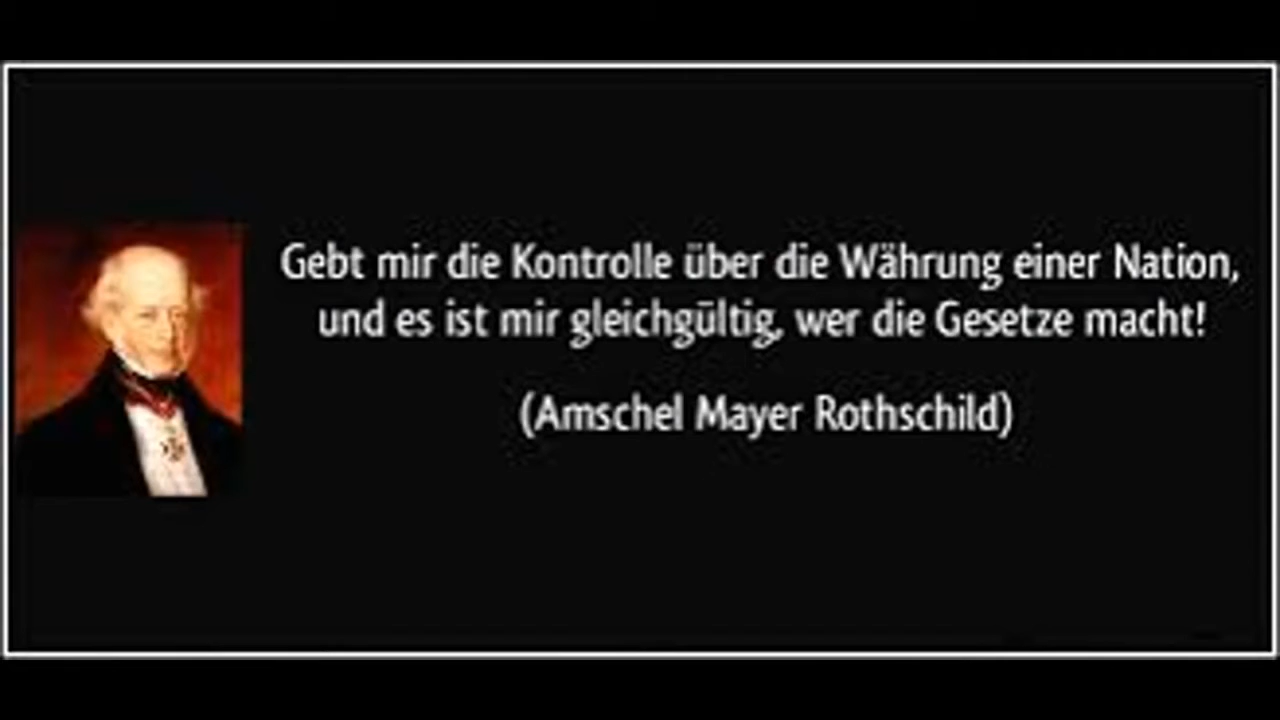 Gebt mir die Kontrolle über die Währung einer Nation,
und es ist mir gleichgültig, wer die Gesetze macht!
(Amschel Mayer Rothschild)